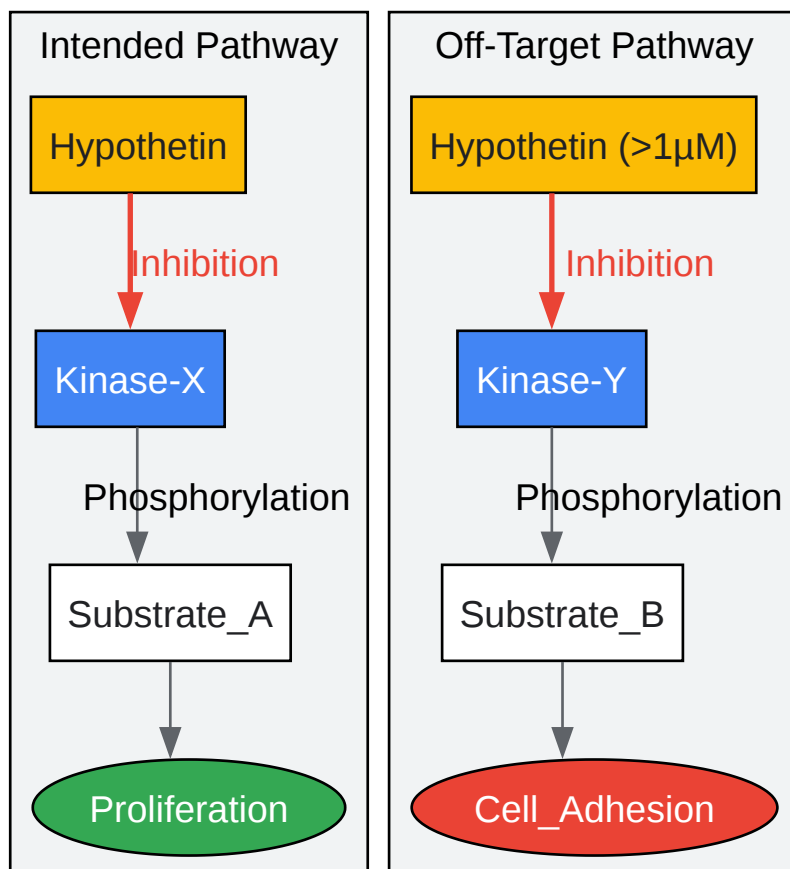 Intended Pathway
Hypothetin
Inhibition
Kinase-X
Phosphorylation
Substrate_A
Proliferation
Off-Target Pathway
Hypothetin (>1µM)
Inhibition
Kinase-Y
Phosphorylation
Substrate_B
Cell_Adhesion